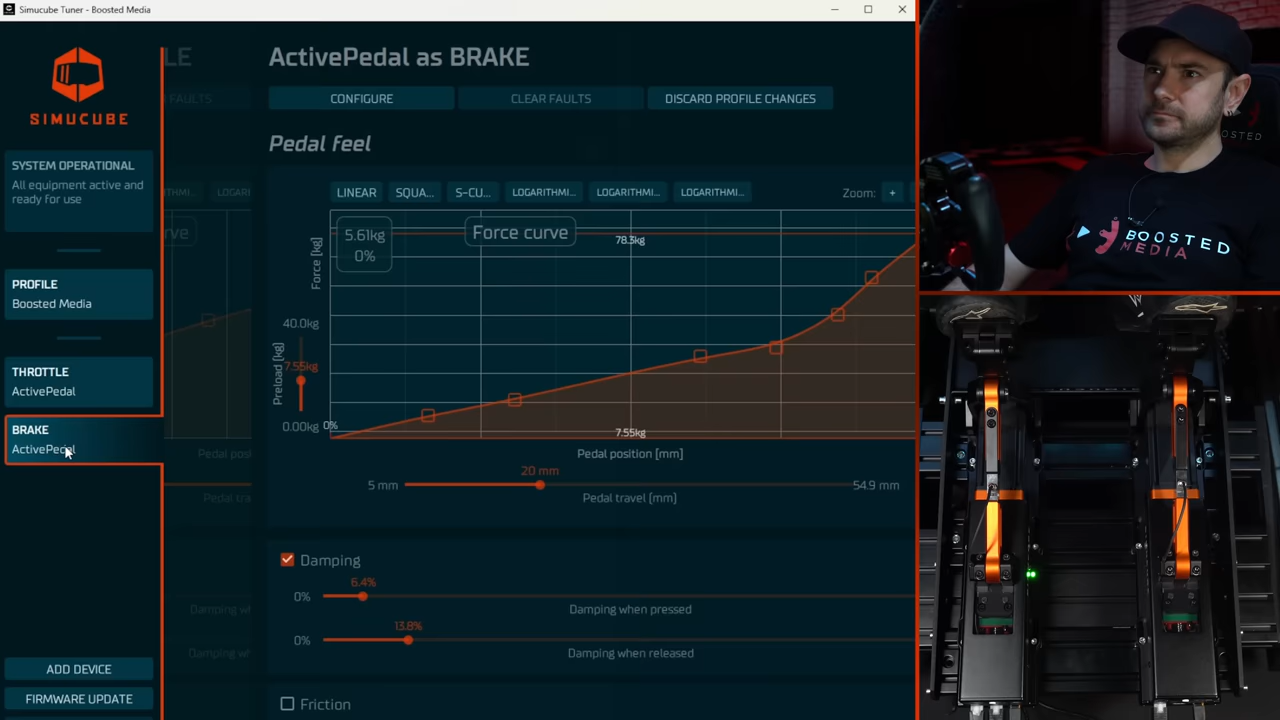 Simucube Tuner - Boosted Media
SIMUCUBE
SYSTEM OPERATIONAL
All equipment active and
ready for use
PROFILE
Boosted Media
THROTTLE
ActivePedal
BRAKE
ActivePedal
ADD DEVICE
FIRMWARE UPDATE
LE
FAULTS
ActivePedal as BRAKE
CONFIGURE
CLEAR FAULTS
DISCARD PROFILE CHANGES
Pedal feel
LINEAR
SQUA...
S-CU...
LOGARITHMI...
LOGARITHMI...
LOGARITHMI...
Zoom:
+
5.61kg
0%
Force curve
78.3kg
Force [kg]
40.0kg
Preload [kg]
7.55kg
0.00kg
0%
7.55kg
Pedal position [mm]
20 mm
5 mm
54.9 mm
Pedal travel [mm]
Damping
6.4%
0%
Damping when pressed
13.8%
0%
Damping when released
Friction
BOOSTED
MEDIA